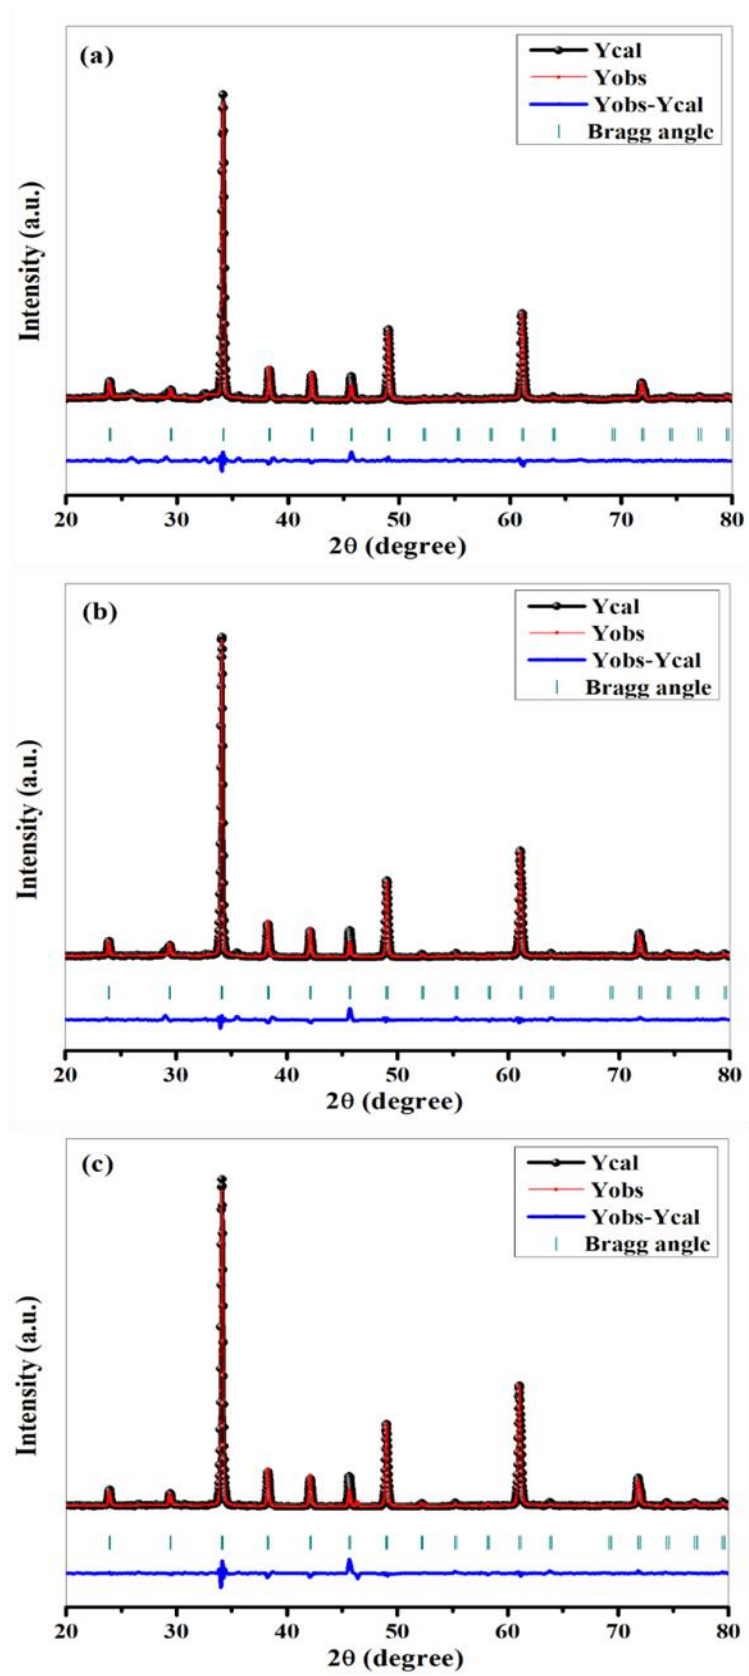 (a)
Ycal
Yobs
Yobs-Ycal
Bragg angle
Intensity (a.u.)
20 30 40 50 60 70 80
2θ (degree)
(b)
Ycal
Yobs
Yobs-Ycal
Bragg angle
Intensity (a.u.)
20 30 40 50 60 70 80
2θ (degree)
(c)
Ycal
Yobs
Yobs-Ycal
Bragg angle
Intensity (a.u.)
20 30 40 50 60 70 80
2θ (degree)